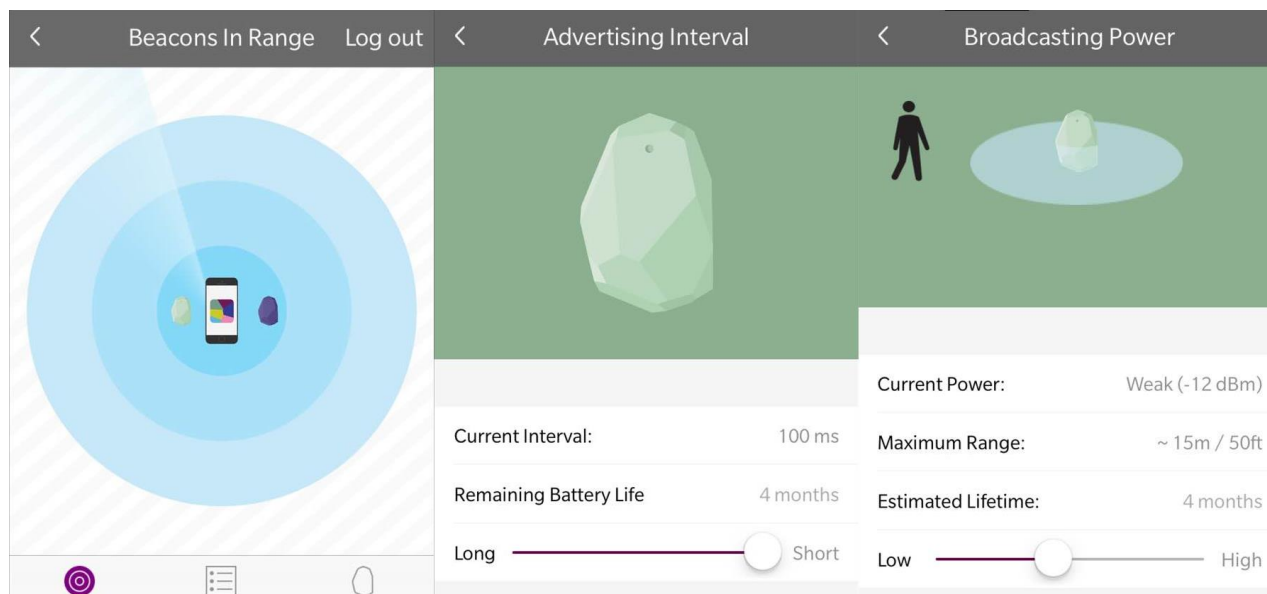 Beacons In Range Log out
Advertising Interval
Current Interval: 100 ms
Remaining Battery Life 4 months
Long Short
Broadcasting Power
Current Power: Weak (-12 dBm)
Maximum Range: ~ 15m / 50ft
Estimated Lifetime: 4 months
Low High